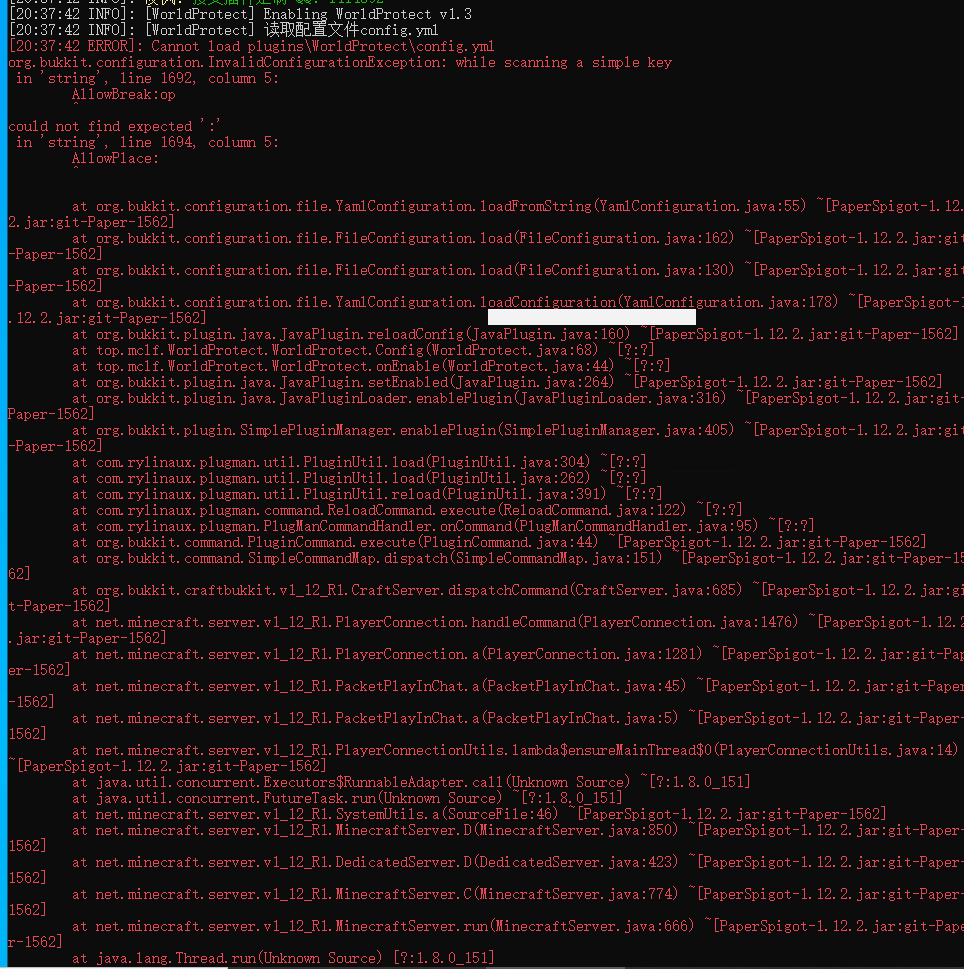 [20:37:42 INFO]: [WorldProtect] Enabling WorldProtect v1.3
[20:37:42 INFO]: [WorldProtect] 读取配置文件config.yml
[20:37:42 ERROR]: Cannot load plugins\WorldProtect\config.yml
org.bukkit.configuration.InvalidConfigurationException: while scanning a simple key
 in 'string', line 1692, column 5:
        AllowBreak:op
        ^
could not find expected ':'
 in 'string', line 1694, column 5:
        AllowPlace:
        ^
        at org.bukkit.configuration.file.YamlConfiguration.loadFromString(YamlConfiguration.java:55) ~[PaperSpigot-1.12.
2.jar:git-Paper-1562]
        at org.bukkit.configuration.file.FileConfiguration.load(FileConfiguration.java:162) ~[PaperSpigot-1.12.2.jar:git
-Paper-1562]
        at org.bukkit.configuration.file.FileConfiguration.load(FileConfiguration.java:130) ~[PaperSpigot-1.12.2.jar:git
-Paper-1562]
        at org.bukkit.configuration.file.YamlConfiguration.loadConfiguration(YamlConfiguration.java:178) ~[PaperSpigot-1
.12.2.jar:git-Paper-1562]
        at org.bukkit.plugin.java.JavaPlugin.reloadConfig(JavaPlugin.java:160) ~[PaperSpigot-1.12.2.jar:git-Paper-1562]
        at top.mclf.WorldProtect.WorldProtect.Config(WorldProtect.java:68) ~[?:?]
        at top.mclf.WorldProtect.WorldProtect.onEnable(WorldProtect.java:44) ~[?:?]
        at org.bukkit.plugin.java.JavaPlugin.setEnabled(JavaPlugin.java:264) ~[PaperSpigot-1.12.2.jar:git-Paper-1562]
        at org.bukkit.plugin.java.JavaPluginLoader.enablePlugin(JavaPluginLoader.java:316) ~[PaperSpigot-1.12.2.jar:git-
Paper-1562]
        at org.bukkit.plugin.SimplePluginManager.enablePlugin(SimplePluginManager.java:405) ~[PaperSpigot-1.12.2.jar:git
-Paper-1562]
        at com.rylinaux.plugman.util.PluginUtil.load(PluginUtil.java:304) ~[?:?]
        at com.rylinaux.plugman.util.PluginUtil.load(PluginUtil.java:262) ~[?:?]
        at com.rylinaux.plugman.util.PluginUtil.reload(PluginUtil.java:391) ~[?:?]
        at com.rylinaux.plugman.command.ReloadCommand.execute(ReloadCommand.java:122) ~[?:?]
        at com.rylinaux.plugman.PlugManCommandHandler.onCommand(PlugManCommandHandler.java:95) ~[?:?]
        at org.bukkit.command.PluginCommand.execute(PluginCommand.java:44) ~[PaperSpigot-1.12.2.jar:git-Paper-1562]
        at org.bukkit.command.SimpleCommandMap.dispatch(SimpleCommandMap.java:151) ~[PaperSpigot-1.12.2.jar:git-Paper-15
62]
        at org.bukkit.craftbukkit.v1_12_R1.CraftServer.dispatchCommand(CraftServer.java:685) ~[PaperSpigot-1.12.2.jar:gi
t-Paper-1562]
        at net.minecraft.server.v1_12_R1.PlayerConnection.handleCommand(PlayerConnection.java:1476) ~[PaperSpigot-1.12.2
.jar:git-Paper-1562]
        at net.minecraft.server.v1_12_R1.PlayerConnection.a(PlayerConnection.java:1281) ~[PaperSpigot-1.12.2.jar:git-Pap
er-1562]
        at net.minecraft.server.v1_12_R1.PacketPlayInChat.a(PacketPlayInChat.java:45) ~[PaperSpigot-1.12.2.jar:git-Paper
-1562]
        at net.minecraft.server.v1_12_R1.PacketPlayInChat.a(PacketPlayInChat.java:5) ~[PaperSpigot-1.12.2.jar:git-Paper-
1562]
        at net.minecraft.server.v1_12_R1.PlayerConnectionUtils.lambda$ensureMainThread$0(PlayerConnectionUtils.java:14)
~[PaperSpigot-1.12.2.jar:git-Paper-1562]
        at java.util.concurrent.Executors$RunnableAdapter.call(Unknown Source) ~[?:1.8.0_151]
        at java.util.concurrent.FutureTask.run(Unknown Source) ~[?:1.8.0_151]
        at net.minecraft.server.v1_12_R1.SystemUtils.a(SourceFile:46) ~[PaperSpigot-1.12.2.jar:git-Paper-1562]
        at net.minecraft.server.v1_12_R1.MinecraftServer.D(MinecraftServer.java:850) ~[PaperSpigot-1.12.2.jar:git-Paper-
1562]
        at net.minecraft.server.v1_12_R1.DedicatedServer.D(DedicatedServer.java:423) ~[PaperSpigot-1.12.2.jar:git-Paper-
1562]
        at net.minecraft.server.v1_12_R1.MinecraftServer.C(MinecraftServer.java:774) ~[PaperSpigot-1.12.2.jar:git-Paper-
1562]
        at net.minecraft.server.v1_12_R1.MinecraftServer.run(MinecraftServer.java:666) ~[PaperSpigot-1.12.2.jar:git-Pape
r-1562]
        at java.lang.Thread.run(Unknown Source) [?:1.8.0_151]